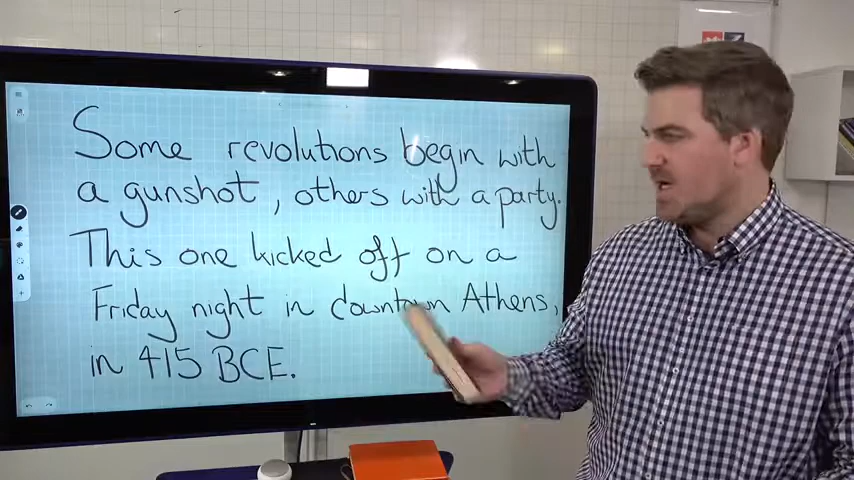 Some revolutions begin with
a gunshot, others with a party.
This one kicked off on a
Friday night in downtown Athens,
in 415 BCE.